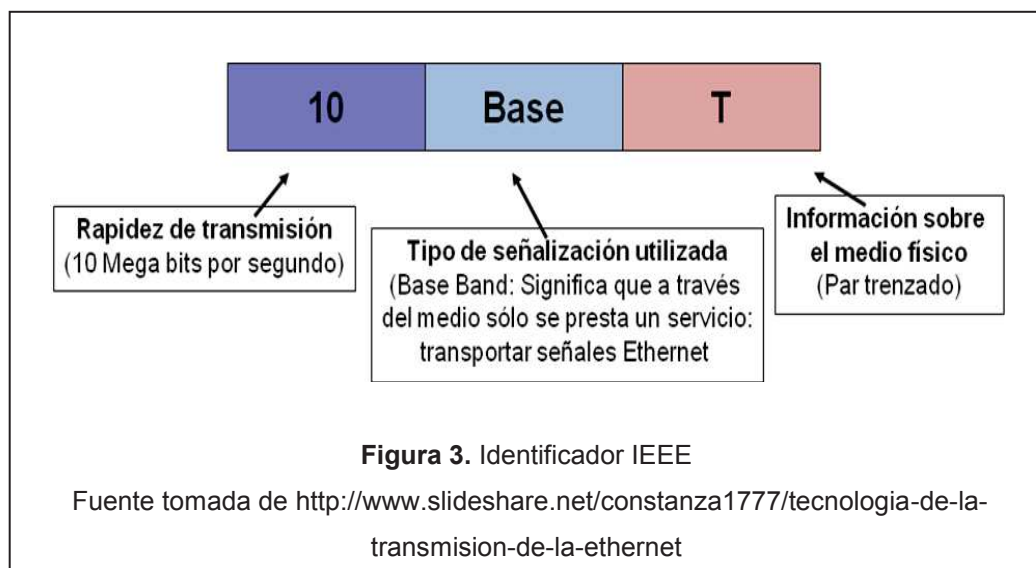 10 Base T
Rapidez de transmisión
(10 Mega bits por segundo)
Tipo de señalización utilizada
(Base Band: Significa que a través
del medio sólo se presta un servicio:
transportar señales Ethernet
Información sobre
el medio físico
(Par trenzado)
Figura 3. Identificador IEEE
Fuente tomada de http://www.slideshare.net/constanza1777/tecnologia-de-la-
transmision-de-la-ethernet